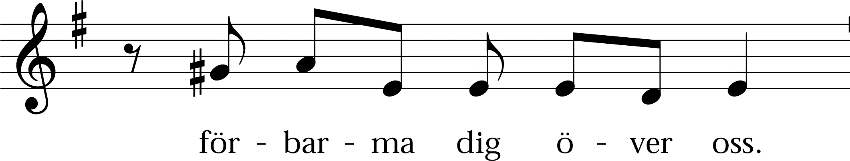 för - bar - ma dig ö - ver oss.